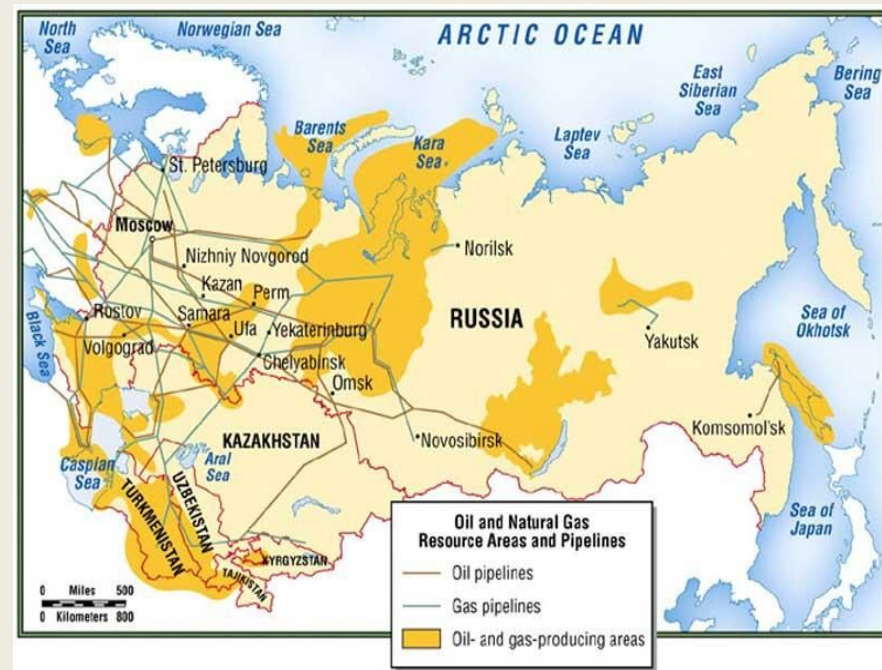 North
Sea
Norwegian Sea
ARCTIC OCEAN
East
Siberian
Sea
Bering
Sea
Barents
Sea
Kara
Sea
Laptev
Sea
St. Petersburg
Moscow
Nizhniy Novgorod
Norilsk
Kazan
Perm
Rostov
Samara
RUSSIA
Sea of
Okhotsk
Black Sea
Ufa
Yekaterinburg
Yakutsk
Volgograd
Chelyabinsk
Omsk
KAZAKHSTAN
Novosibirsk
Komsomol'sk
Caspian
Sea
Aral
Sea
UZBEKISTAN
TURKMENISTAN
KYRGYZSTAN
TAJIKISTAN
Sea of
Japan
Oil and Natural Gas
Resource Areas and Pipelines
Oil pipelines
Gas pipelines
Oil- and gas-producing areas
0 Miles 500
0 Kilometers 800